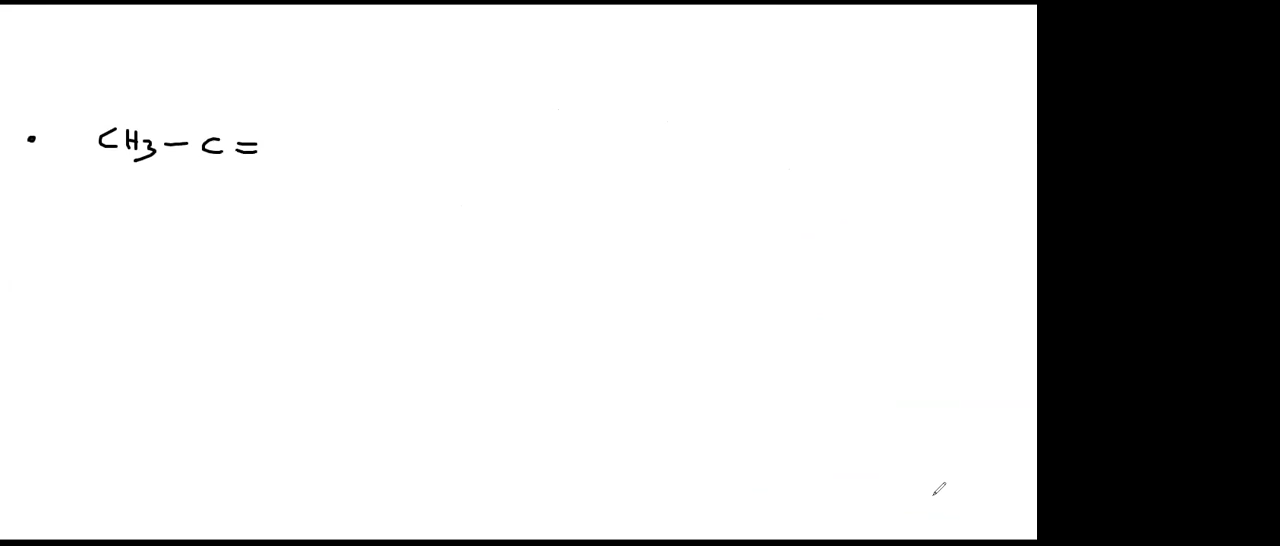 • CH3 – C =